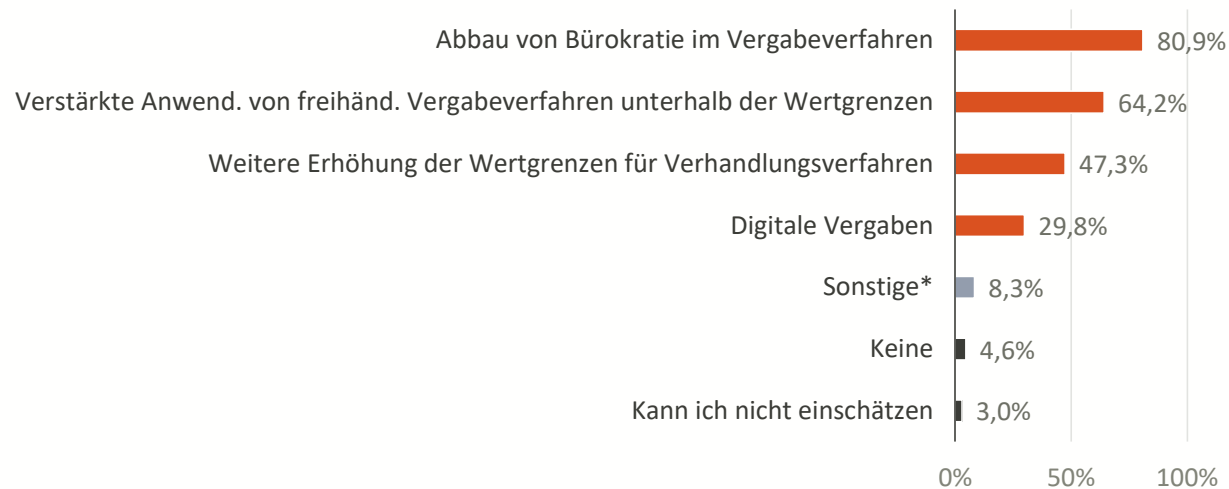 Abbau von Bürokratie im Vergabeverfahren 80,9%
Verstärkte Anwend. von freihänd. Vergabeverfahren unterhalb der Wertgrenzen 64,2%
Weitere Erhöhung der Wertgrenzen für Verhandlungsverfahren 47,3%
Digitale Vergaben 29,8%
Sonstige* 8,3%
Keine 4,6%
Kann ich nicht einschätzen 3,0%
0% 50% 100%